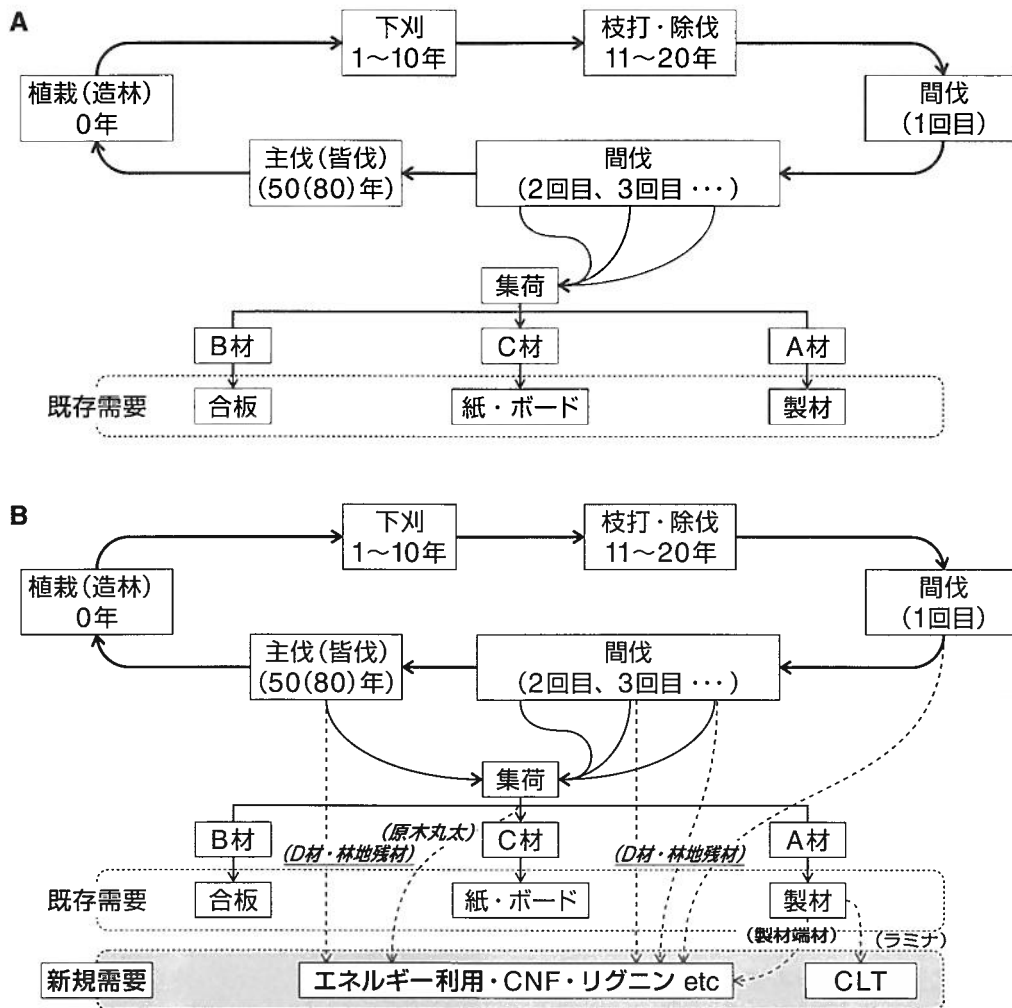 A
下刈
1〜10年
枝打・除伐
11〜20年
植栽(造林)
0年
間伐
(1回目)
主伐(皆伐)
(50(80)年)
間伐
(2回目、3回目・・・)
集荷
B材
C材
A材
既存需要
合板
紙・ボード
製材
B
下刈
1〜10年
枝打・除伐
11〜20年
植栽(造林)
0年
間伐
(1回目)
主伐(皆伐)
(50(80)年)
間伐
(2回目、3回目・・・)
集荷
B材
(原木丸太)
C材
A材
(D材・林地残材)
(D材・林地残材)
既存需要
合板
紙・ボード
製材
(製材端材)
(ラミナ)
新規需要
エネルギー利用・CNF・リグニン etc
CLT